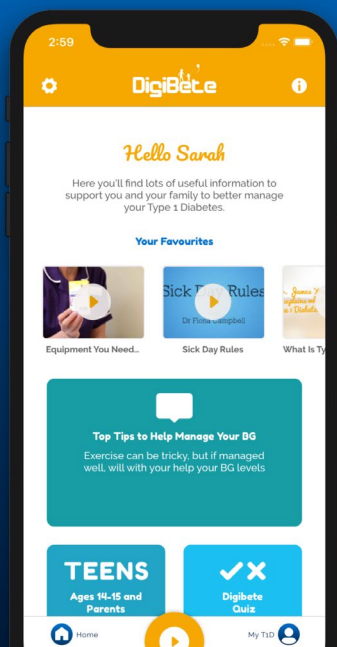 2:59
DigiBete
Hello Sarah
Here you'll find lots of useful information to
support you and your family to better manage
your Type 1 Diabetes.
Your Favourites
Sick Day Rules
Dr Fiona Campbell
Equipment You Need...
Sick Day Rules
What Is Ty
Top Tips to Help Manage Your BG
Exercise can be tricky, but if managed
well, will with your help your BG levels
TEENS
Ages 14-15 and
Parents
Digibete
Quiz
Home
My T1D